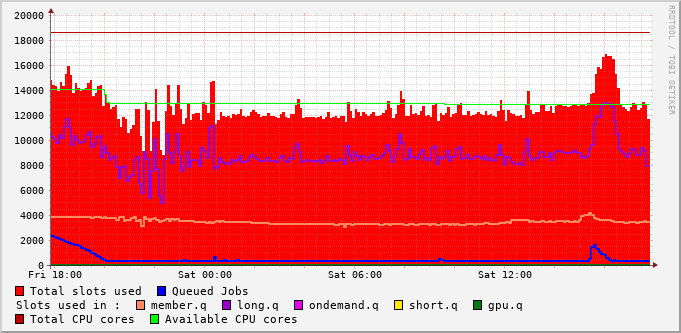 20000
18000
16000
14000
12000
10000
8000
6000
4000
2000
0
Fri 18:00 Sat 00:00 Sat 06:00 Sat 12:00
Total slots used Queued Jobs
Slots used in : member.q long.q ondemand.q short.q gpu.q
Total CPU cores Available CPU cores
RRDTOOL / TOBI OETIKER